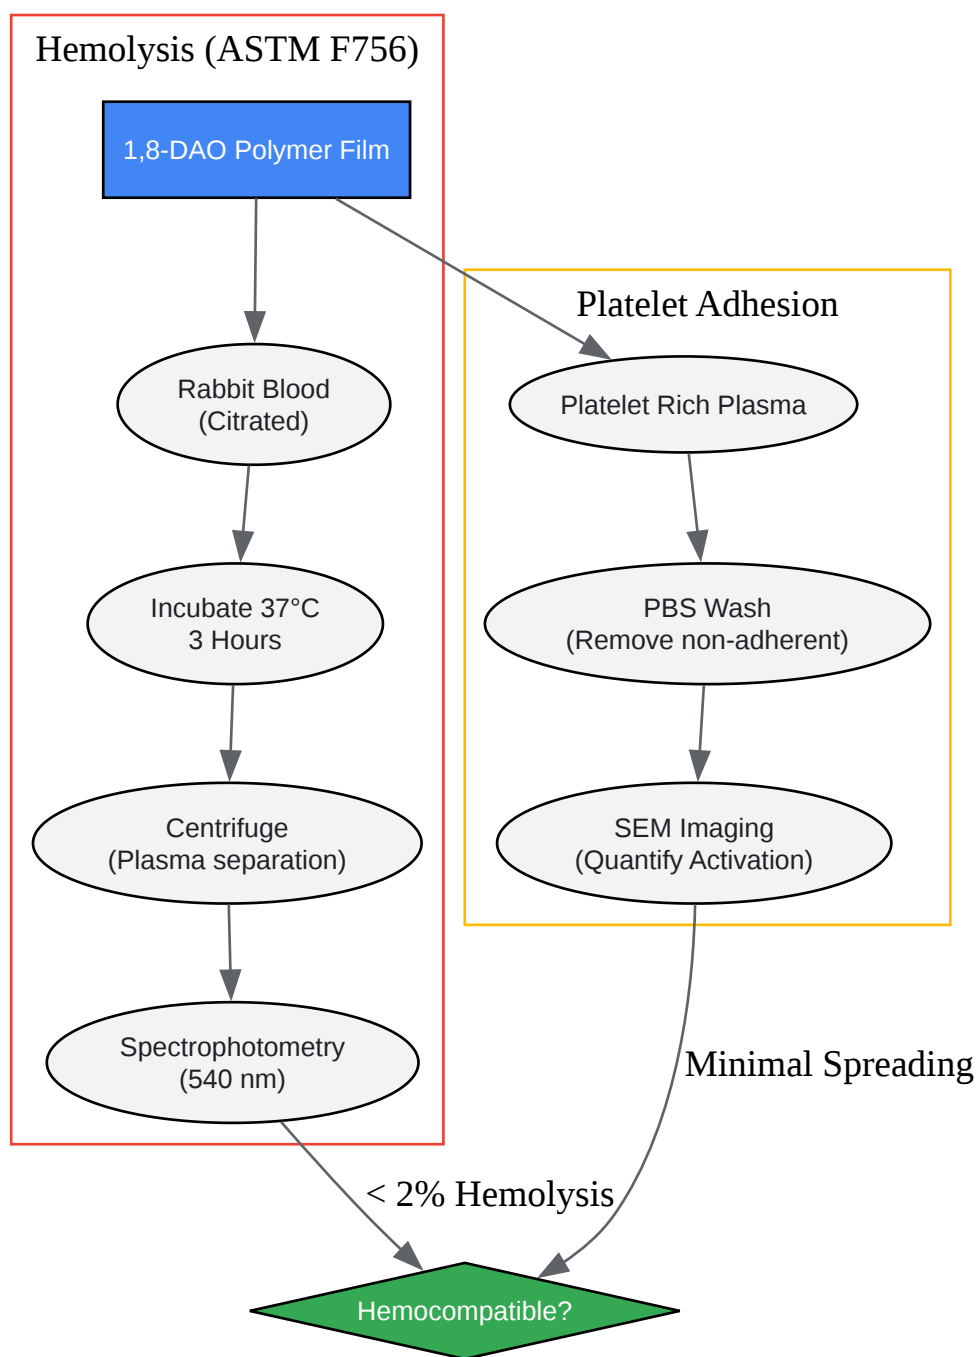 Hemolysis (ASTM F756)
1,8-DAO Polymer Film
Rabbit Blood
(Citrated)
Incubate 37°C
3 Hours
Centrifuge
(Plasma separation)
Spectrophotometry
(540 nm)
Platelet Adhesion
Platelet Rich Plasma
PBS Wash
(Remove non-adherent)
SEM Imaging
(Quantify Activation)
Minimal Spreading
< 2% Hemolysis
Hemocompatible?